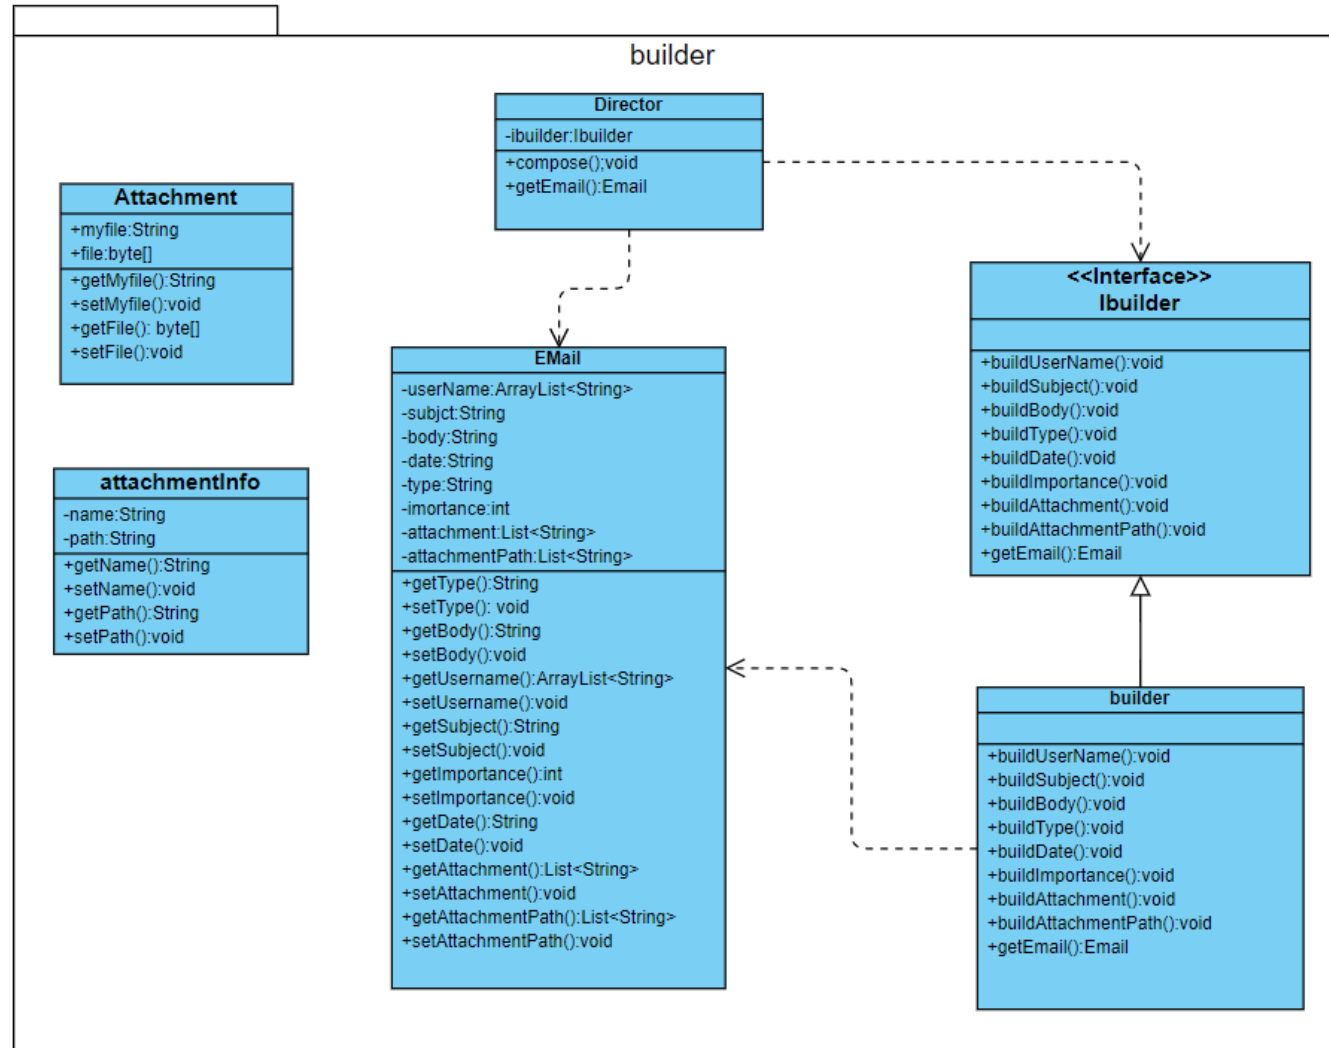 builder
Director
-ibuilder:Ibuilder
+compose();void
+getEmail():Email
Attachment
+myfile:String
+file:byte[]
+getMyfile():String
+setMyfile():void
+getFile(): byte[]
+setFile():void
attachmentInfo
-name:String
-path:String
+getName():String
+setName():void
+getPath():String
+setPath():void
EMail
-userName:ArrayList<String>
-subjct:String
-body:String
-date:String
-type:String
-imortance:int
-attachment:List<String>
-attachmentPath:List<String>
+getType():String
+setType(): void
+getBody():String
+setBody():void
+getUsername():ArrayList<String>
+setUsername():void
+getSubject():String
+setSubject():void
+getImportance():int
+setImportance():void
+getDate():String
+setDate():void
+getAttachment():List<String>
+setAttachment():void
+getAttachmentPath():List<String>
+setAttachmentPath():void
<<Interface>>
Ibuilder
+buildUserName():void
+buildSubject():void
+buildBody():void
+buildType():void
+buildDate():void
+buildImportance():void
+buildAttachment():void
+buildAttachmentPath():void
+getEmail():Email
builder
+buildUserName():void
+buildSubject():void
+buildBody():void
+buildType():void
+buildDate():void
+buildImportance():void
+buildAttachment():void
+buildAttachmentPath():void
+getEmail():Email